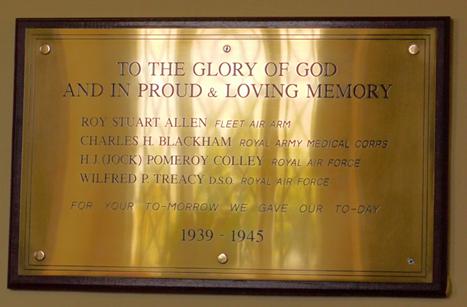 TO THE GLORY OF GOD
AND IN PROUD & LOVING MEMORY
ROY STUART ALLEN FLEET AIR ARM
CHARLES H. BLACKHAM ROYAL ARMY MEDICAL CORPS
H.J. (JOCK) POMEROY COLLEY ROYAL AIR FORCE
WILFRED P. TREACY D.S.O. ROYAL AIR FORCE
FOR YOUR TO-MORROW WE GAVE OUR TO-DAY
1939 - 1945